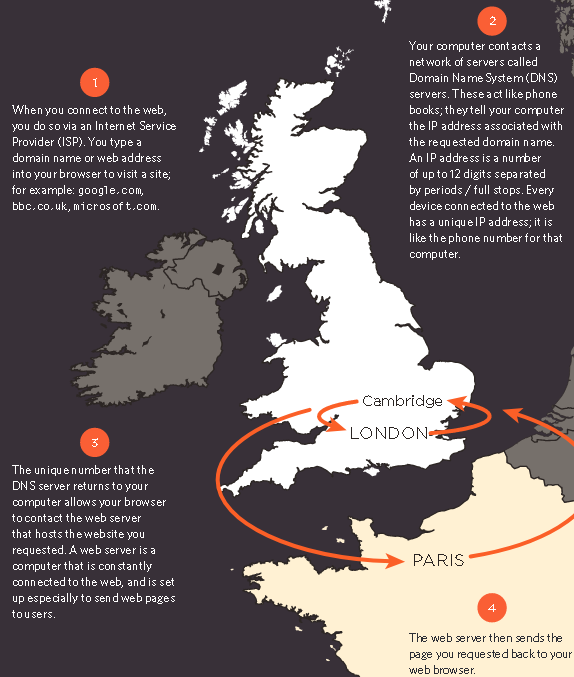 1
When you connect to the web,
you do so via an Internet Service
Provider (ISP). You type a
domain name or web address
into your browser to visit a site;
for example: google.com,
bbc.co.uk, microsoft.com.
2
Your computer contacts a
network of servers called
Domain Name System (DNS)
servers. These act like phone
books; they tell your computer
the IP address associated with
the requested domain name.
An IP address is a number
of up to 12 digits separated
by periods / full stops. Every
device connected to the web
has a unique IP address; it is
like the phone number for that
computer.
Cambridge
LONDON
PARIS
3
The unique number that the
DNS server returns to your
computer allows your browser
to contact the web server
that hosts the website you
requested. A web server is a
computer that is constantly
connected to the web, and is set
up especially to send web pages
to users.
4
The web server then sends the
page you requested back to your
web browser.